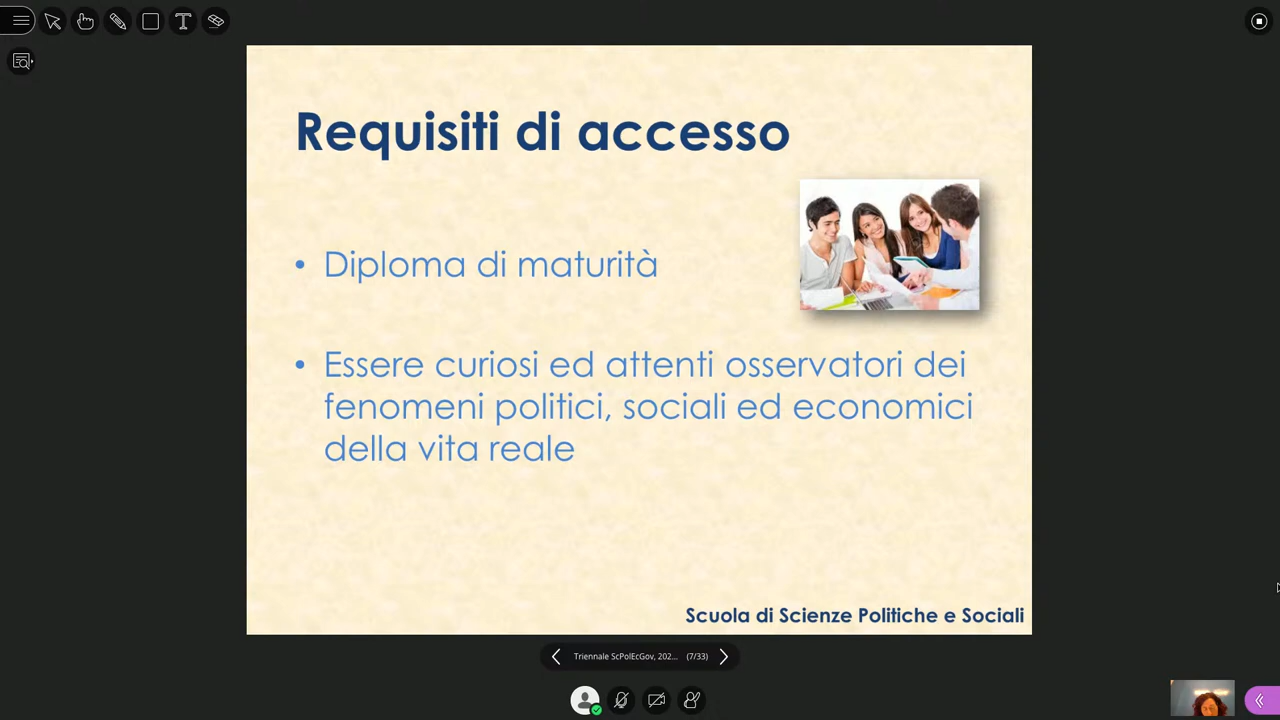 Requisiti di accesso
• Diploma di maturità
• Essere curiosi ed attenti osservatori dei
fenomeni politici, sociali ed economici
della vita reale
Scuola di Scienze Politiche e Sociali
Triennale ScPolEcGov, 202... (7/33)